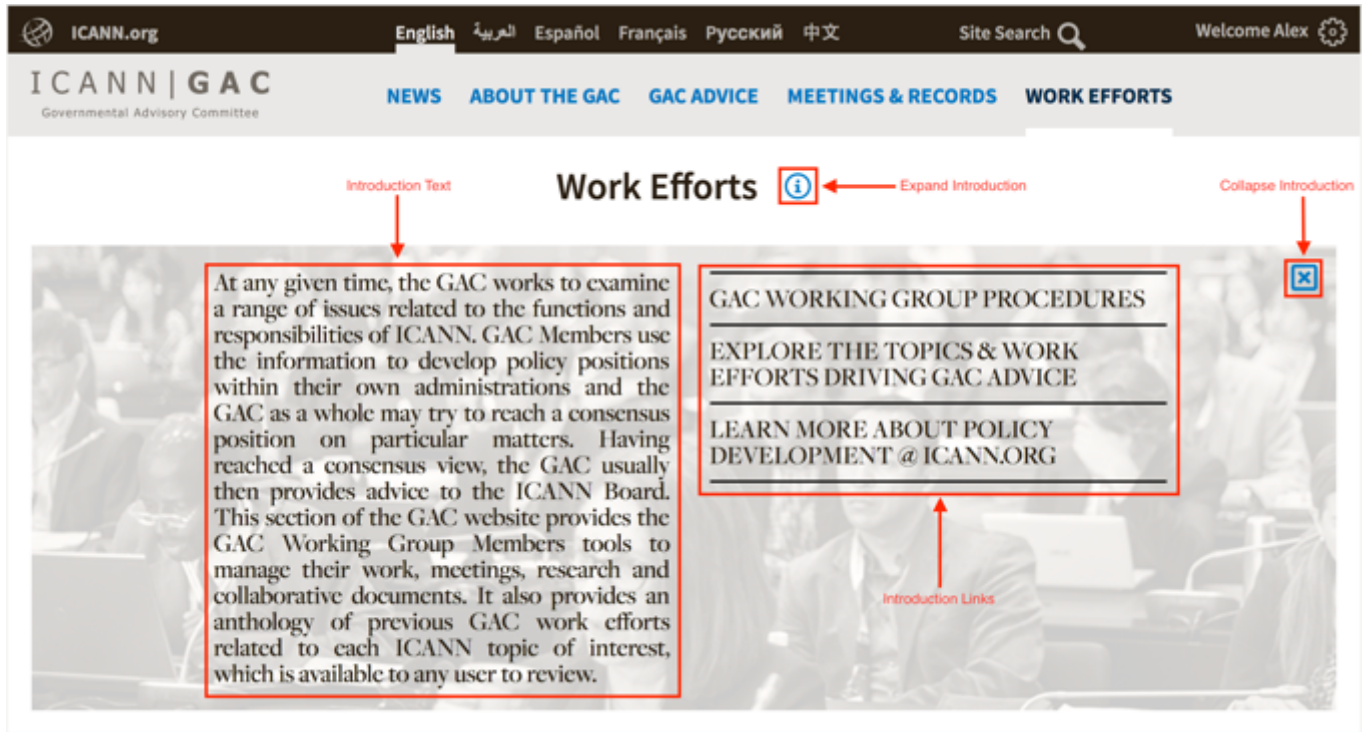 ICANN.org English العربية Español Français Русский 中文 Site Search Welcome Alex
ICANN|GAC
Governmental Advisory Committee
NEWS ABOUT THE GAC GAC ADVICE MEETINGS & RECORDS WORK EFFORTS
Introduction Text
Work Efforts
Expand Introduction
Collapse Introduction
At any given time, the GAC works to examine
a range of issues related to the functions and
responsibilities of ICANN. GAC Members use
the information to develop policy positions
within their own administrations and the
GAC as a whole may try to reach a consensus
position on particular matters. Having
reached a consensus view, the GAC usually
then provides advice to the ICANN Board.
This section of the GAC website provides the
GAC Working Group Members tools to
manage their work, meetings, research and
collaborative documents. It also provides an
anthology of previous GAC work efforts
related to each ICANN topic of interest,
which is available to any user to review.
GAC WORKING GROUP PROCEDURES
EXPLORE THE TOPICS & WORK
EFFORTS DRIVING GAC ADVICE
LEARN MORE ABOUT POLICY
DEVELOPMENT @ ICANN.ORG
Introduction Links